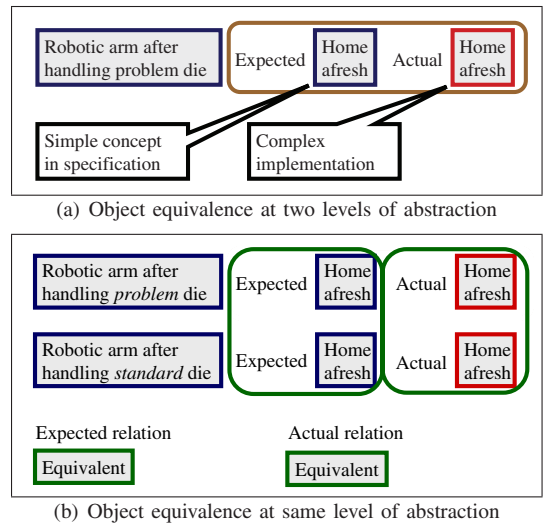 Robotic arm after
handling problem die
Expected
Home
afresh
Actual
Home
afresh
Simple concept
in specification
Complex
implementation
(a) Object equivalence at two levels of abstraction
Robotic arm after
handling problem die
Expected
Home
afresh
Actual
Home
afresh
Robotic arm after
handling standard die
Expected
Home
afresh
Actual
Home
afresh
Expected relation
Equivalent
Actual relation
Equivalent
(b) Object equivalence at same level of abstraction